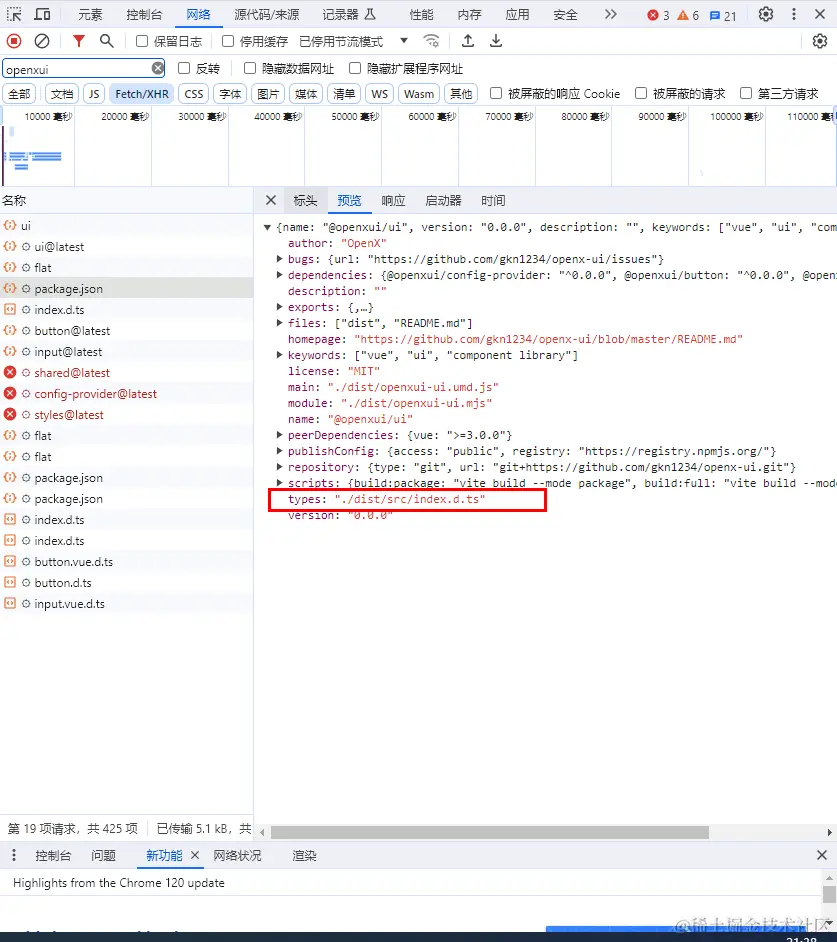 元素 控制台 网络 源代码/来源 记录器 性能 内存 应用 安全 3 6 21
保留日志 停用缓存 已停用节流模式
openxui 反转 隐藏数据网址 隐藏扩展程序网址
全部 文档 JS Fetch/XHR CSS 字体 图片 媒体 清单 WS Wasm 其他 被屏蔽的响应 Cookie 被屏蔽的请求 第三方请求
10000 毫秒 20000 毫秒 30000 毫秒 40000 毫秒 50000 毫秒 60000 毫秒 70000 毫秒 80000 毫秒 90000 毫秒 100000 毫秒 110000 毫秒
名称
ui
ui@latest
flat
package.json
index.d.ts
button@latest
input@latest
shared@latest
config-provider@latest
styles@latest
flat
flat
package.json
package.json
index.d.ts
index.d.ts
button.vue.d.ts
button.d.ts
input.vue.d.ts
第 19 项请求，共 425 项 已传输 5.1 kB，共
标头 预览 响应 启动器 时间
{name: "@openxui/ui", version: "0.0.0", description: "", keywords: ["vue", "ui", "com
author: "OpenX"
bugs: {url: "https://github.com/gkn1234/openx-ui/issues"}
dependencies: {@openxui/config-provider: "^0.0.0", @openxui/button: "^0.0.0", @open
description: ""
exports: {,…}
files: ["dist", "README.md"]
homepage: "https://github.com/gkn1234/openx-ui/blob/master/README.md"
keywords: ["vue", "ui", "component library"]
license: "MIT"
main: "./dist/openxui-ui.umd.js"
module: "./dist/openxui-ui.mjs"
name: "@openxui/ui"
peerDependencies: {vue: ">=3.0.0"}
publishConfig: {access: "public", registry: "https://registry.npmjs.org/"}
repository: {type: "git", url: "git+https://github.com/gkn1234/openx-ui.git"}
scripts: {build:package: "vite build --mode package", build:full: "vite build --mod
types: "./dist/src/index.d.ts"
version: "0.0.0"
控制台 问题 新功能 网络状况 渲染
Highlights from the Chrome 120 update
@稀土掘金技术社区